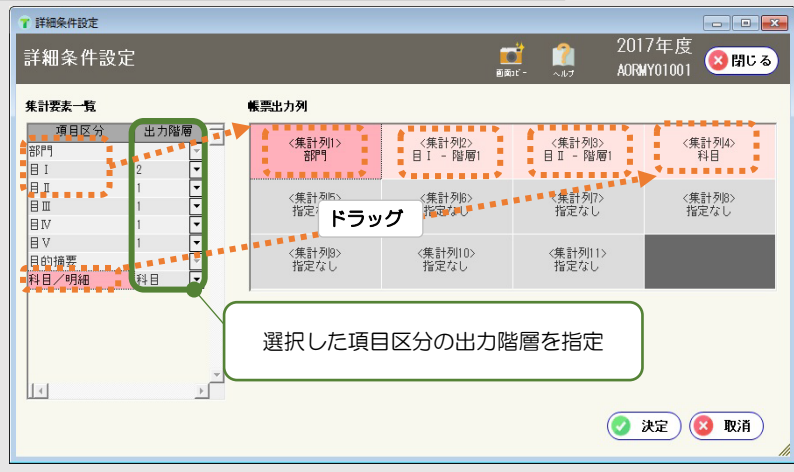 詳細条件設定
詳細条件設定
画面ｺﾋﾟｰ
ヘルプ
2017年度
AORMY01001
閉じる
集計要素一覧
項目区分 出力階層
部門
目Ⅰ 2
目Ⅱ 1
目Ⅲ 1
目Ⅳ 1
目Ⅴ 1
目的摘要
科目／明細 科目
帳票出力列
<集計列1>
部門
<集計列2>
目Ⅰ - 階層1
<集計列3>
目Ⅱ - 階層1
<集計列4>
科目
<集計列5>
指定なし
<集計列6>
指定なし
<集計列7>
指定なし
<集計列8>
指定なし
<集計列9>
指定なし
<集計列10>
指定なし
<集計列11>
指定なし
ドラッグ
選択した項目区分の出力階層を指定
決定
取消